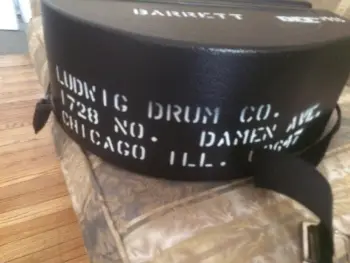 BARRETT
LUDWIG DRUM CO.
1728 NO. DAMEN AVE.
CHICAGO ILL.